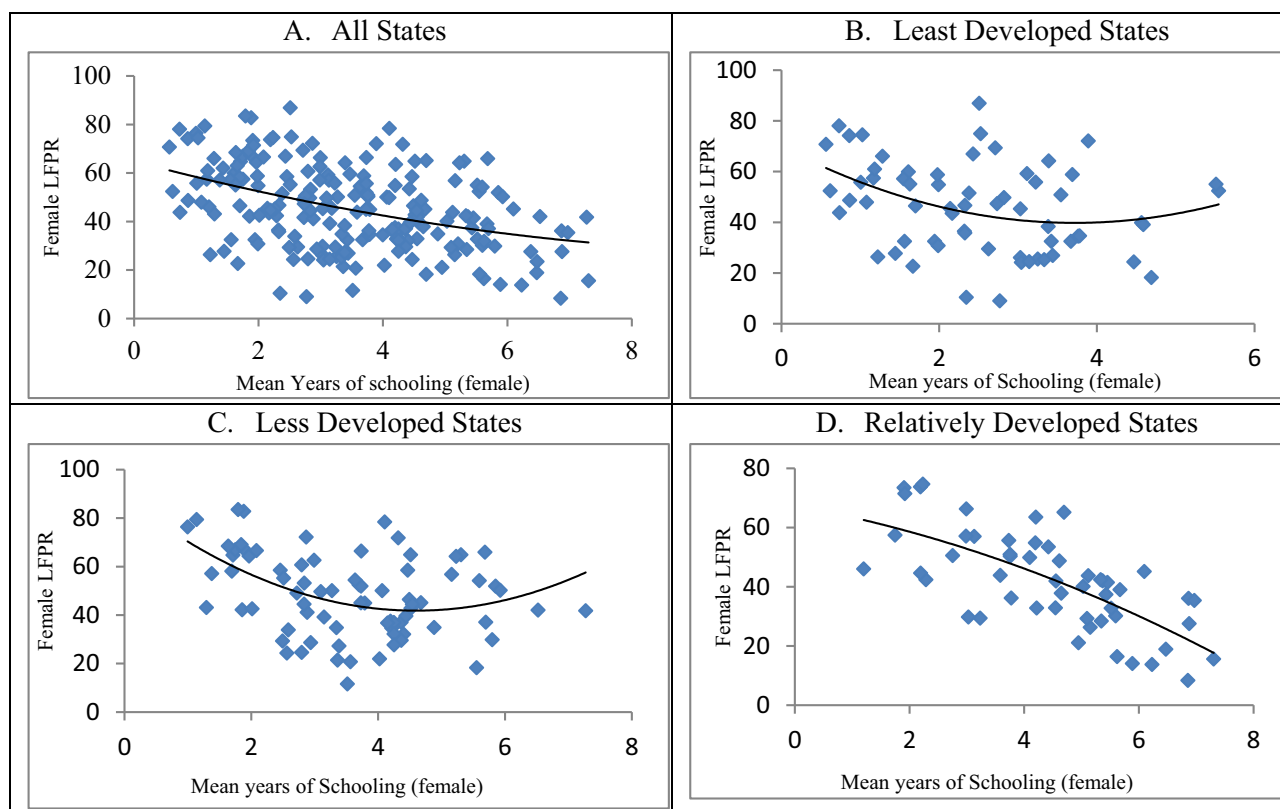 A. All States
100
80
60
40
20
0
0 2 4 6 8
Female LFPR
Mean Years of schooling (female)
B. Least Developed States
100
80
60
40
20
0
0 2 4 6
Female LFPR
Mean years of Schooling (female)
C. Less Developed States
100
80
60
40
20
0
0 2 4 6 8
Female LFPR
Mean years of Schooling (female)
D. Relatively Developed States
80
60
40
20
0
0 2 4 6 8
Female LFPR
Mean years of Schooling (female)